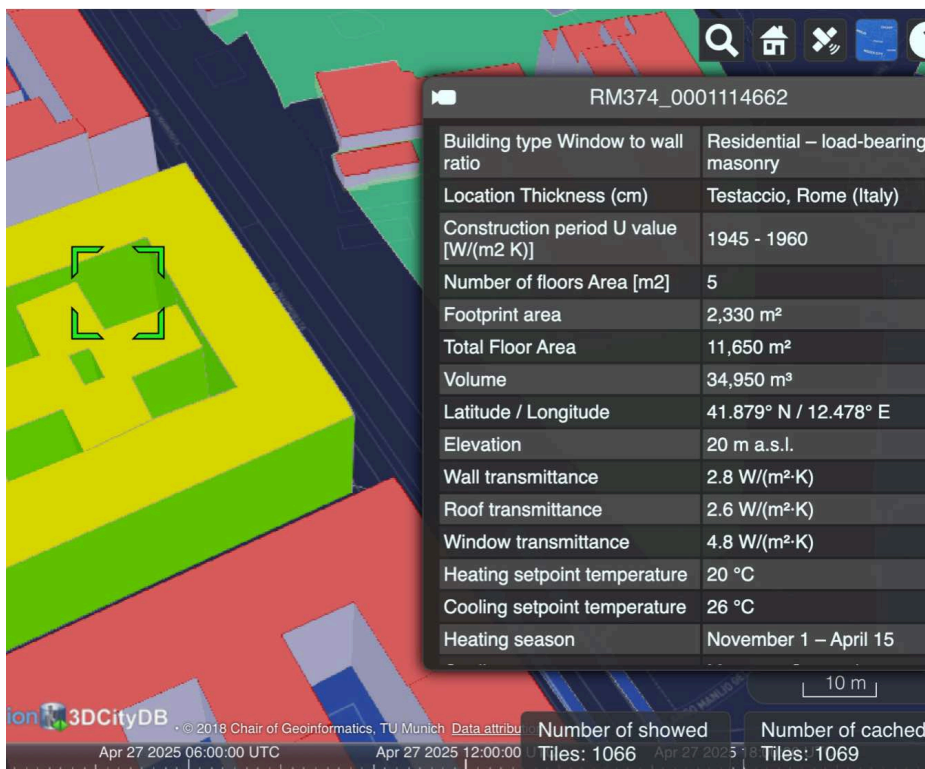 RM374_0001114662
Building type Window to wall
ratio
Residential – load-bearing
masonry
Location Thickness (cm)
Testaccio, Rome (Italy)
Construction period U value
[W/(m2 K)]
1945 - 1960
Number of floors Area [m2]
5
Footprint area
2,330 m²
Total Floor Area
11,650 m²
Volume
34,950 m³
Latitude / Longitude
41.879° N / 12.478° E
Elevation
20 m a.s.l.
Wall transmittance
2.8 W/(m²·K)
Roof transmittance
2.6 W/(m²·K)
Window transmittance
4.8 W/(m²·K)
Heating setpoint temperature
20 °C
Cooling setpoint temperature
26 °C
Heating season
November 1 – April 15
10 m
3DCityDB
· © 2018 Chair of Geoinformatics, TU Munich Data attribu
Number of showed
Tiles: 1066
Number of cached
Tiles: 1069
Apr 27 2025 06:00:00 UTC
Apr 27 2025 12:00:00 U
Apr 27 2025